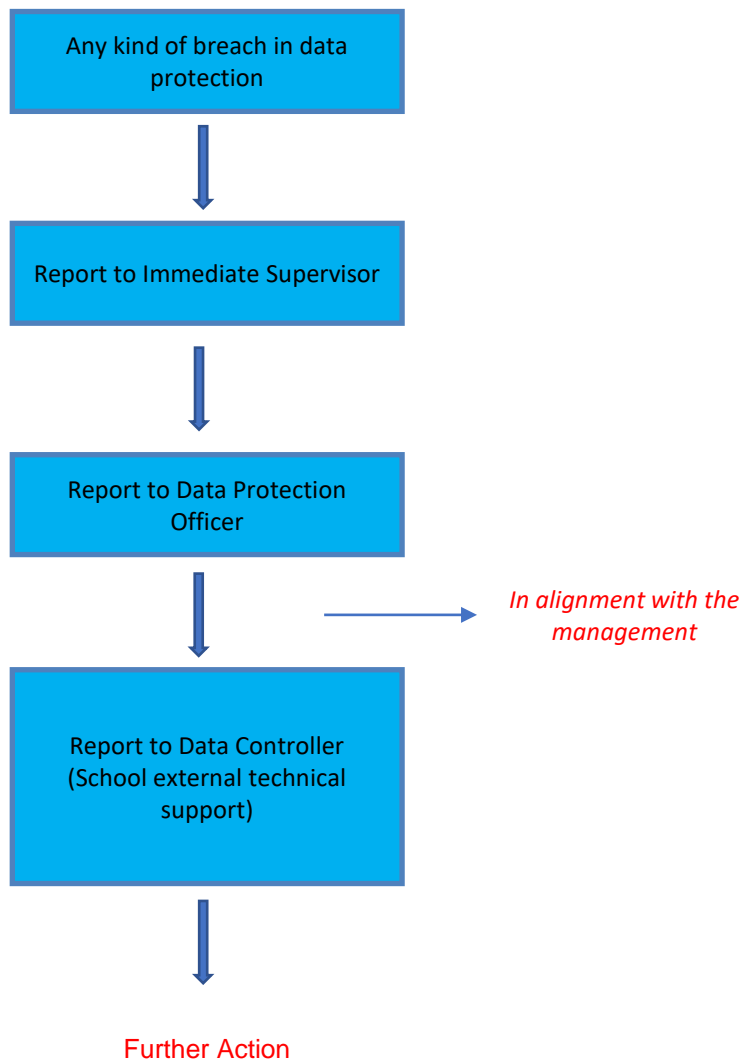 Any kind of breach in data
protection
Report to Immediate Supervisor
Report to Data Protection
Officer
In alignment with the
management
Report to Data Controller
(School external technical
support)
Further Action